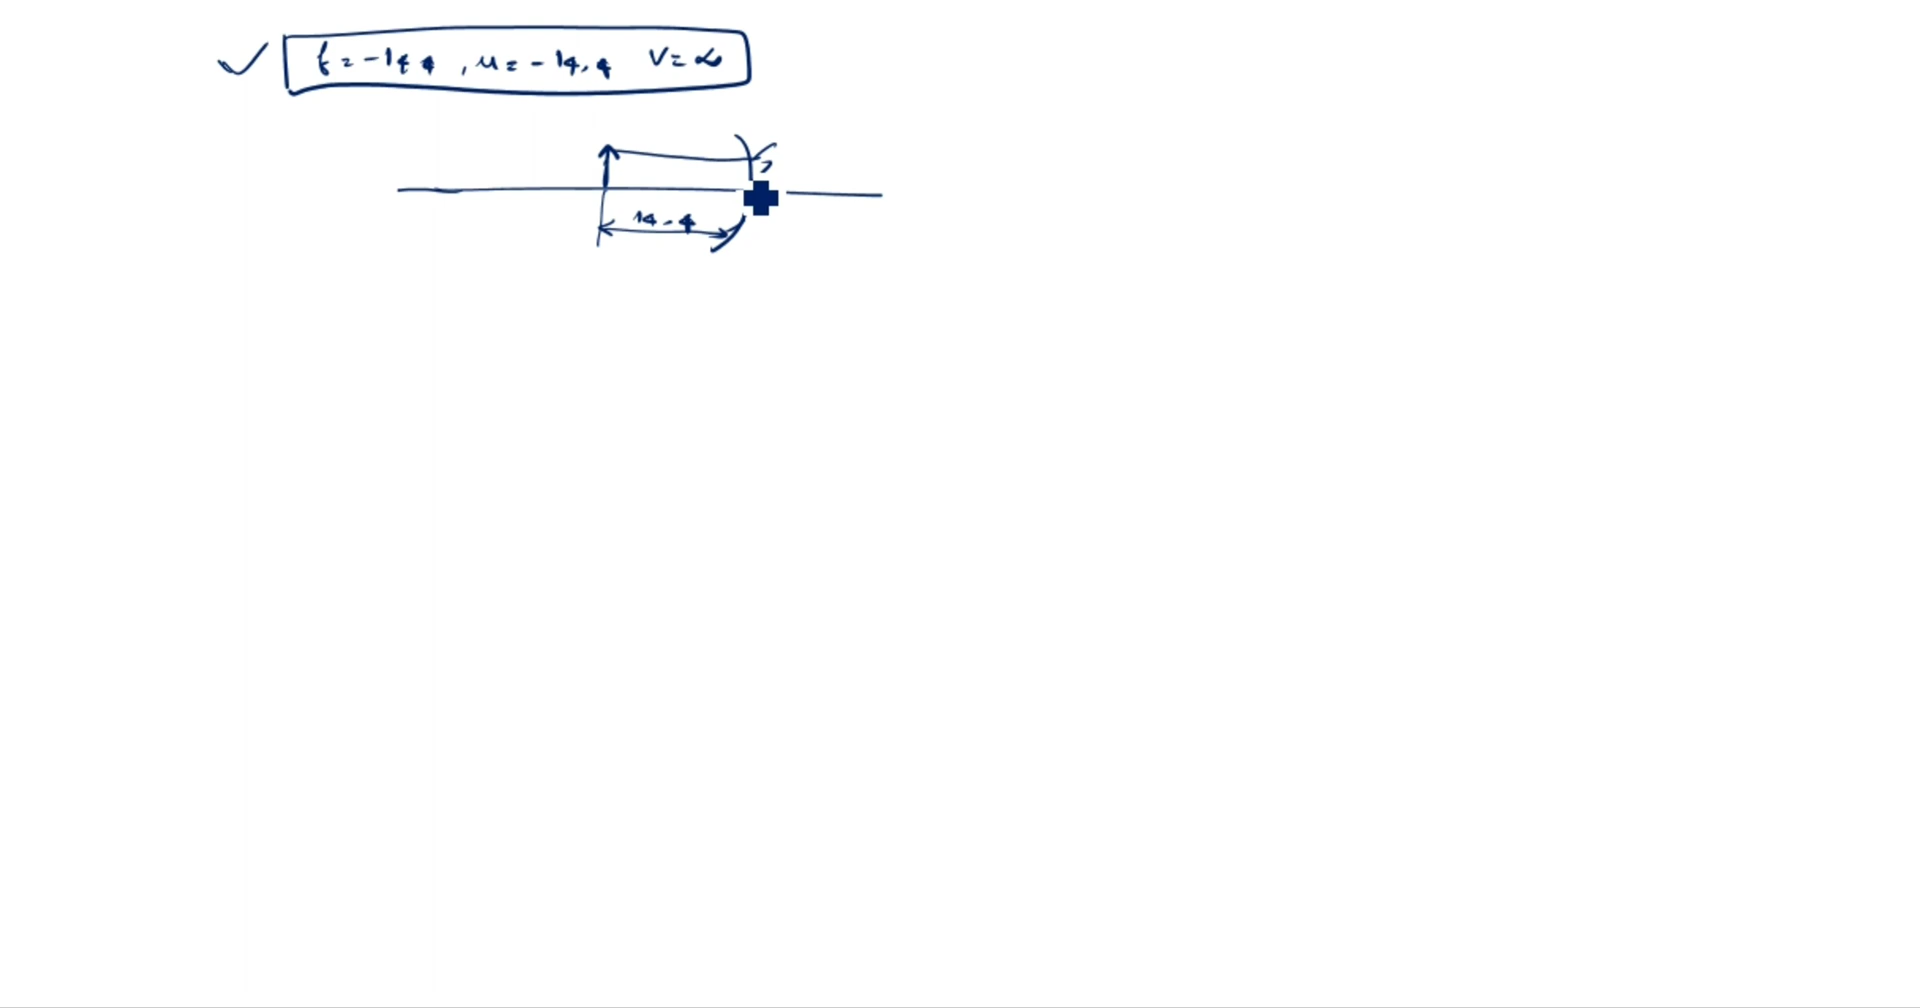 f = -14.4 , u = -14.4 v = ∞
14.4